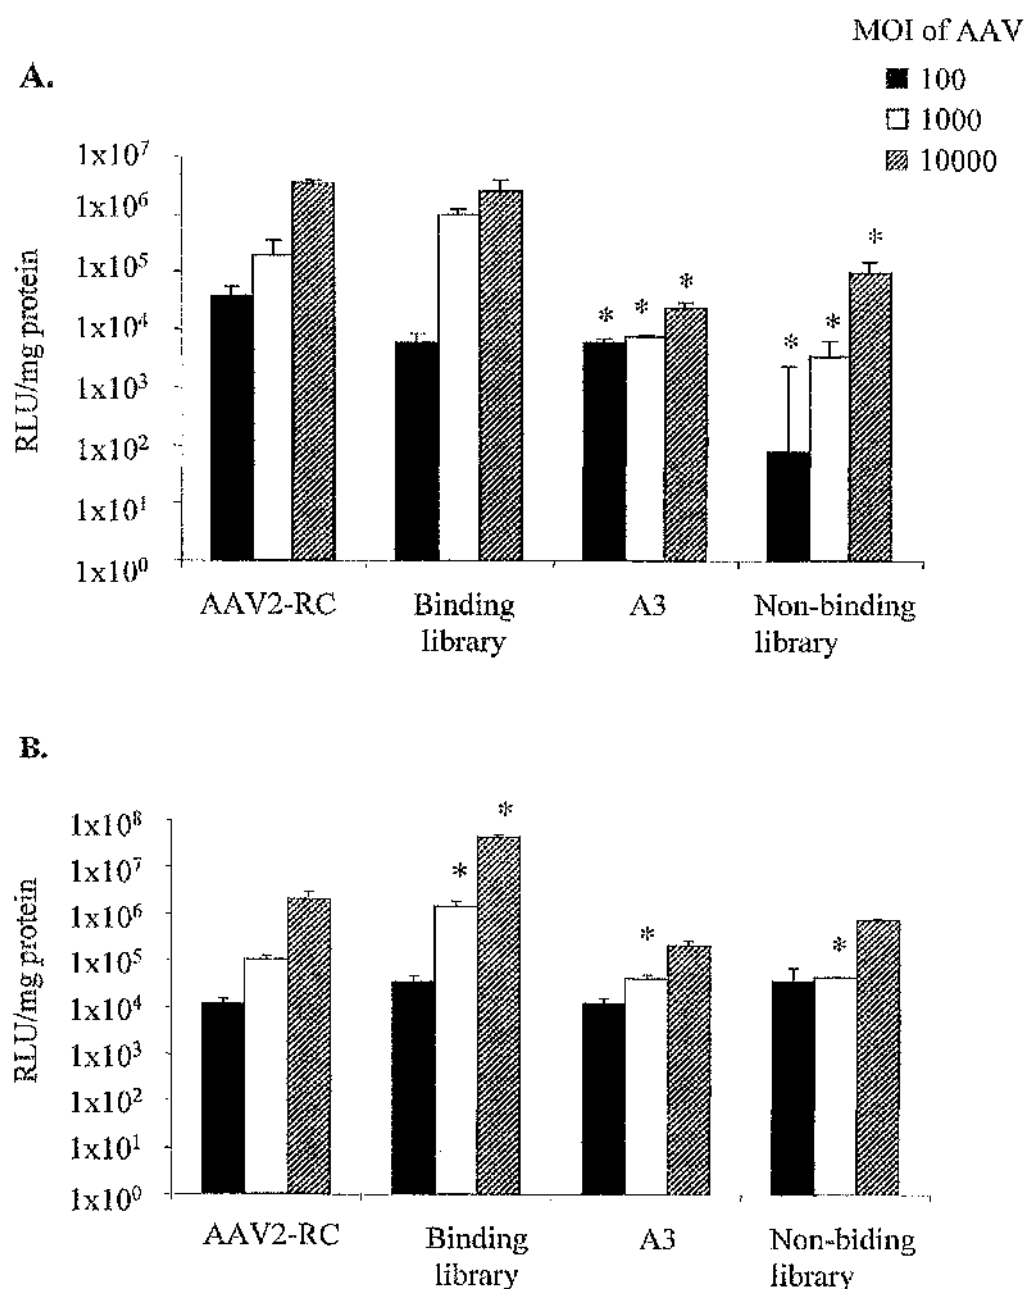 MOI of AAV
100
1000
10000
A.
RLU/mg protein
1x10⁷
1x10⁶
1x10⁵
1x10⁴
1x10³
1x10²
1x10¹
1x10⁰
* * * * * *
AAV2-RC
Binding
library
A3
Non-binding
library
B.
RLU/mg protein
1x10⁸
1x10⁷
1x10⁶
1x10⁵
1x10⁴
1x10³
1x10²
1x10¹
1x10⁰
* * * *
AAV2-RC
Binding
library
A3
Non-biding
library